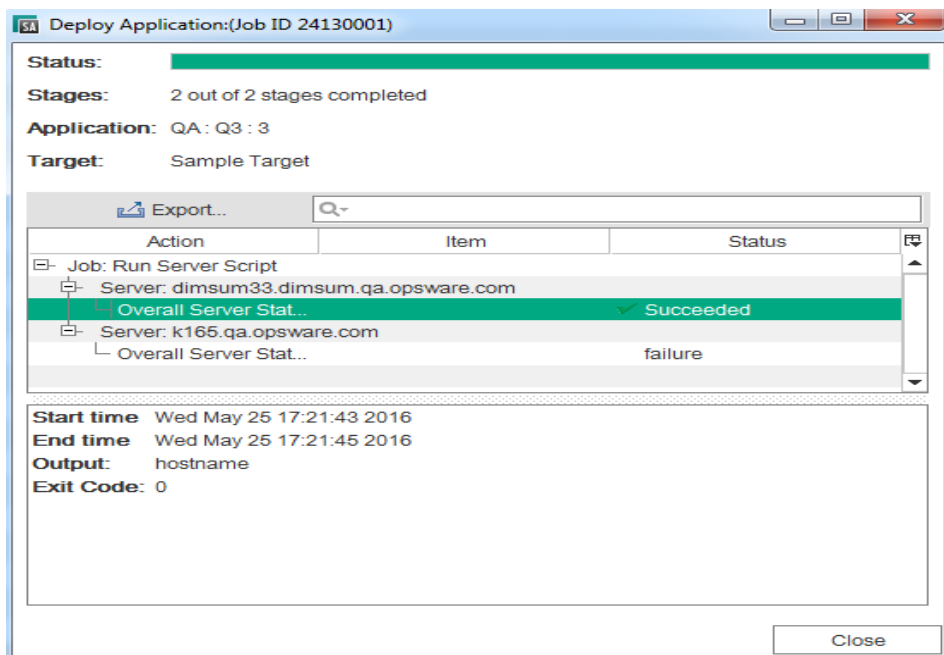 SA Deploy Application:(Job ID 24130001)
Status:
Stages: 2 out of 2 stages completed
Application: QA : Q3 : 3
Target: Sample Target
Export...
Action Item Status
Job: Run Server Script
Server: dimsum33.dimsum.qa.opsware.com
Overall Server Stat... Succeeded
Server: k165.qa.opsware.com
Overall Server Stat... failure
Start time Wed May 25 17:21:43 2016
End time Wed May 25 17:21:45 2016
Output: hostname
Exit Code: 0
Close